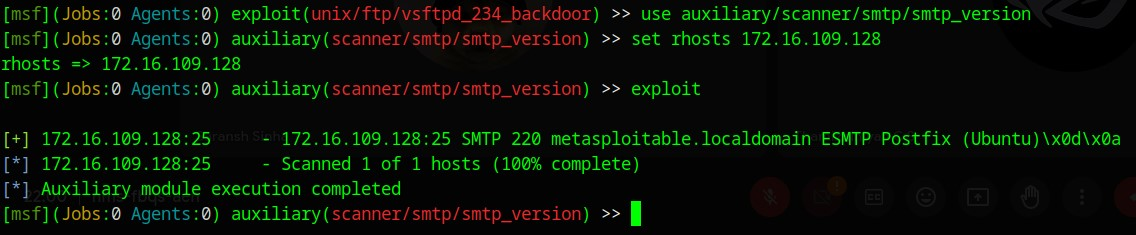 [msf](Jobs:0 Agents:0) exploit(unix/ftp/vsftpd_234_backdoor) >> use auxiliary/scanner/smtp/smtp_version
[msf](Jobs:0 Agents:0) auxiliary(scanner/smtp/smtp_version) >> set rhosts 172.16.109.128
rhosts => 172.16.109.128
[msf](Jobs:0 Agents:0) auxiliary(scanner/smtp/smtp_version) >> exploit
[+] 172.16.109.128:25     - 172.16.109.128:25 SMTP 220 metasploitable.localdomain ESMTP Postfix (Ubuntu)\x0d\x0a
[*] 172.16.109.128:25     - Scanned 1 of 1 hosts (100% complete)
[*] Auxiliary module execution completed
[msf](Jobs:0 Agents:0) auxiliary(scanner/smtp/smtp_version) >>